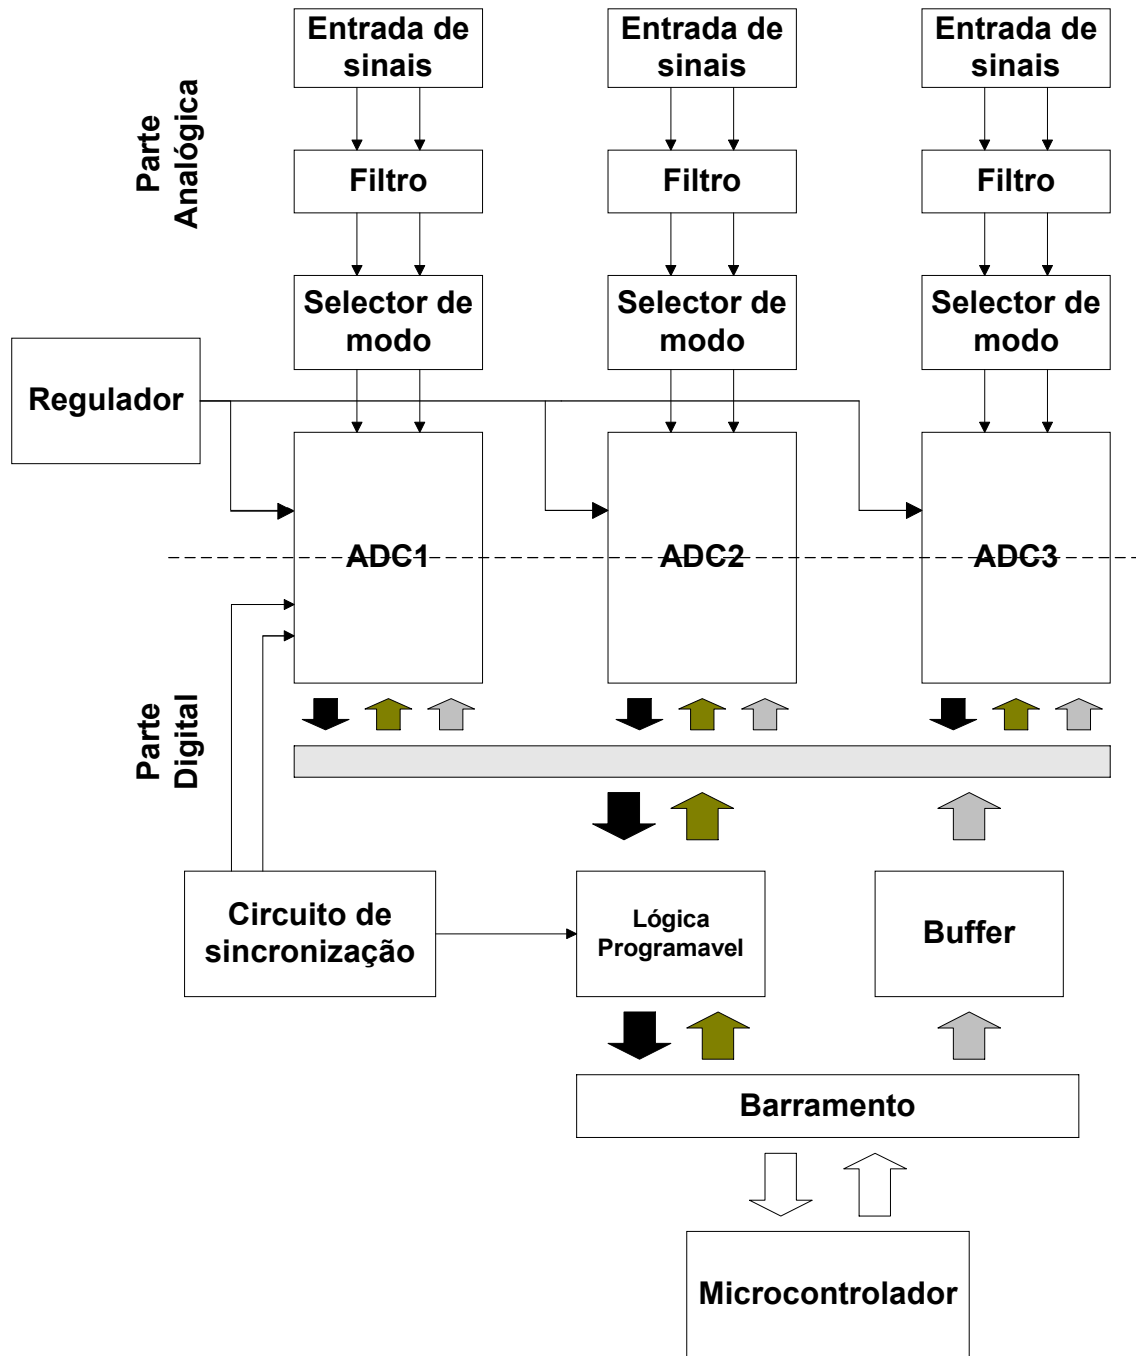 Entrada de
sinais
Entrada de
sinais
Entrada de
sinais
Parte
Analógica
Filtro
Filtro
Filtro
Selector de
modo
Selector de
modo
Selector de
modo
Regulador
ADC1
ADC2
ADC3
Parte
Digital
Circuito de
sincronização
Lógica
Programavel
Buffer
Barramento
Microcontrolador